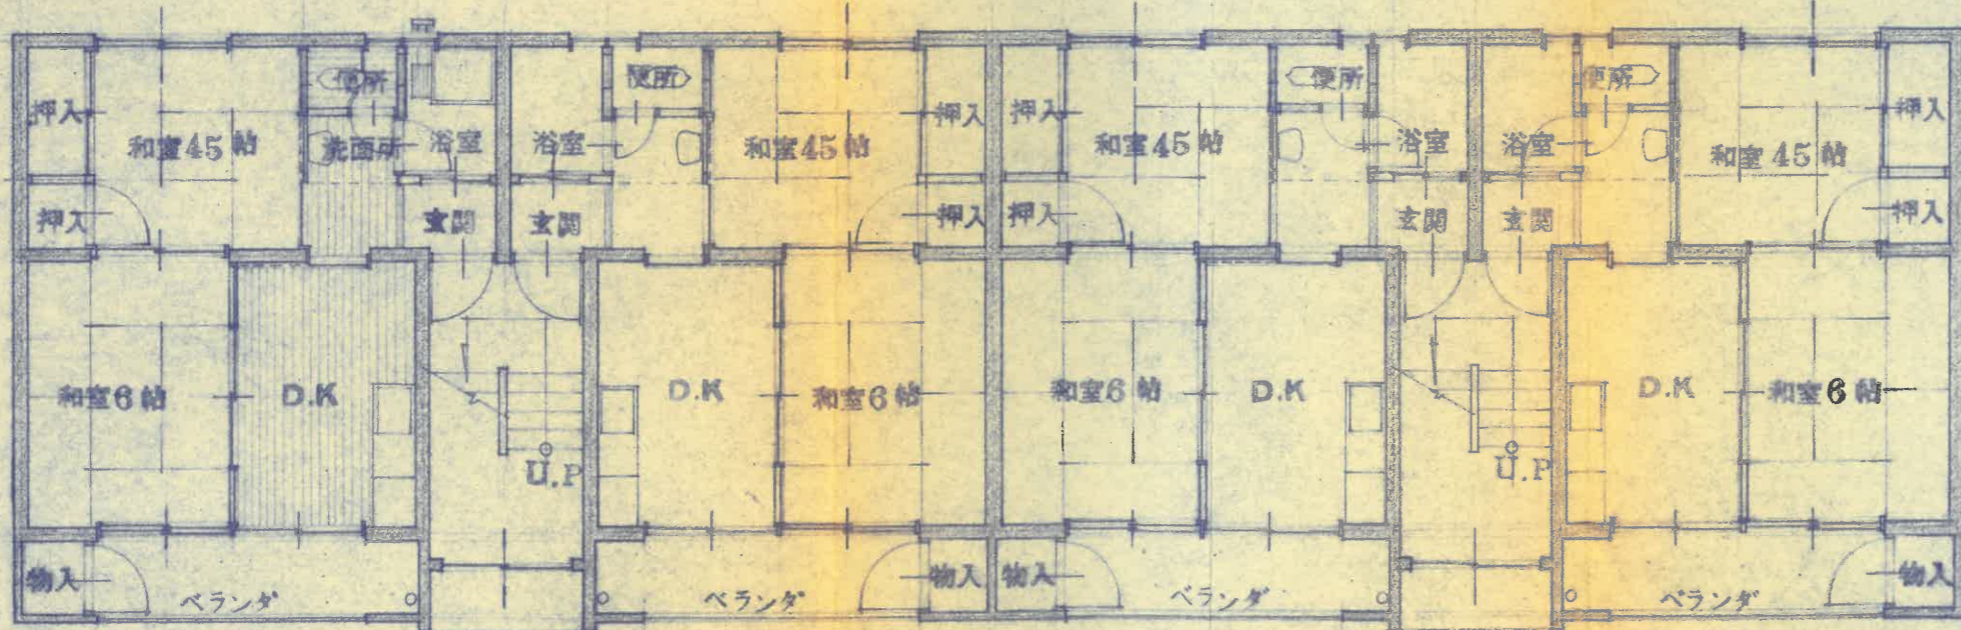 便所 便所 便所 便所
押入 和室45帖 洗面所 浴室 浴室 和室45帖 押入 押入 和室45帖 浴室 浴室 和室45帖 押入
押入 玄関 玄関 押入 押入 玄関 玄関 押入
和室6帖 D.K D.K 和室6帖 和室6帖 D.K D.K 和室6帖
U.P U.P
物入 ベランダ ベランダ 物入 物入 ベランダ ベランダ 物入